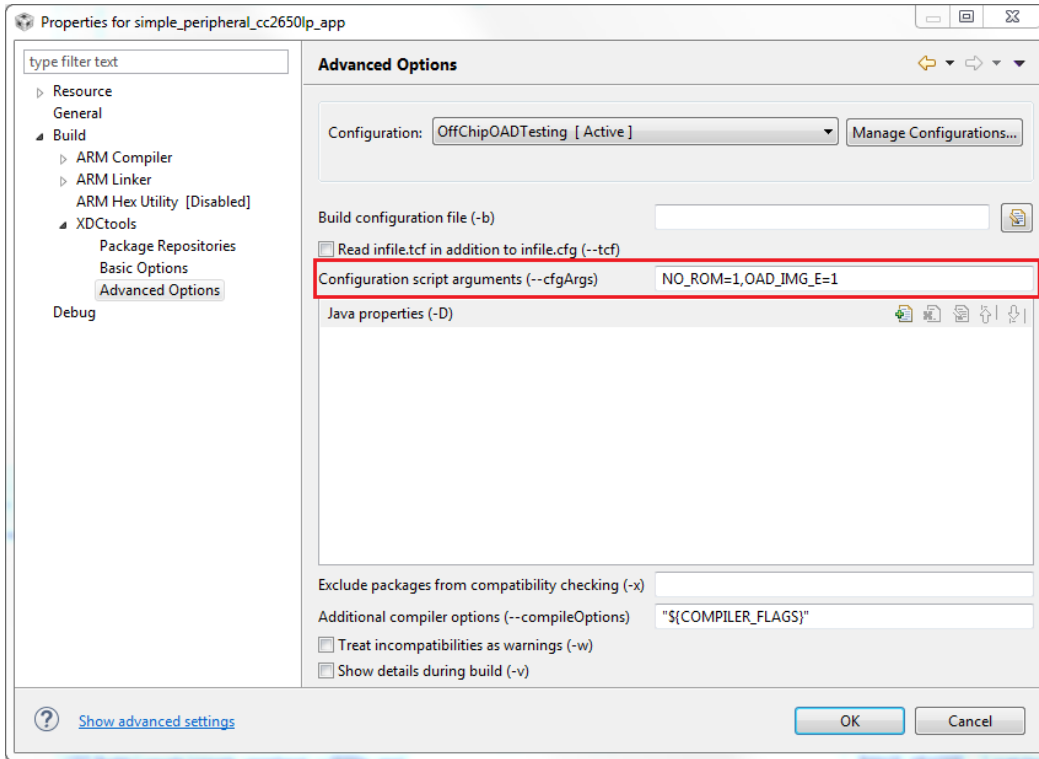 Properties for simple_peripheral_cc2650lp_app
type filter text
Resource
General
Build
ARM Compiler
ARM Linker
ARM Hex Utility [Disabled]
XDCtools
Package Repositories
Basic Options
Advanced Options
Debug
Advanced Options
Configuration: OffChipOADTesting [ Active ] Manage Configurations...
Build configuration file (-b)
Read infile.tcf in addition to infile.cfg (--tcf)
Configuration script arguments (--cfgArgs) NO_ROM=1,OAD_IMG_E=1
Java properties (-D)
Exclude packages from compatibility checking (-x)
Additional compiler options (--compileOptions) "${COMPILER_FLAGS}"
Treat incompatibilities as warnings (-w)
Show details during build (-v)
Show advanced settings OK Cancel